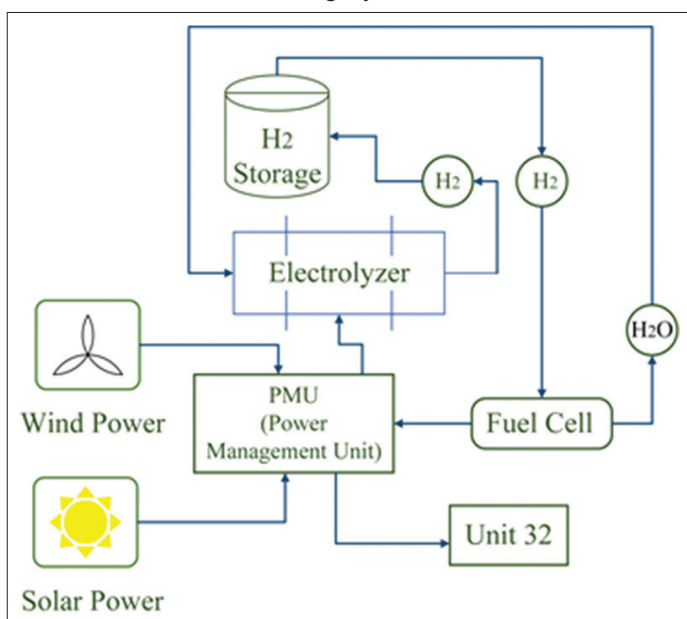 H2
Storage
H2
H2
Electrolyzer
H2O
Wind Power
PMU
(Power
Management Unit)
Fuel Cell
Unit 32
Solar Power